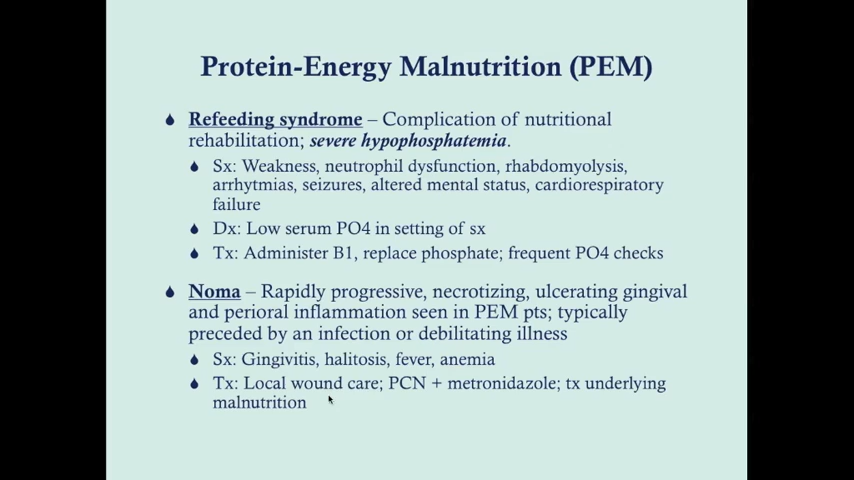 Protein-Energy Malnutrition (PEM)
Refeeding syndrome – Complication of nutritional
rehabilitation; severe hypophosphatemia.
Sx: Weakness, neutrophil dysfunction, rhabdomyolysis,
arrhytmias, seizures, altered mental status, cardiorespiratory
failure
Dx: Low serum PO4 in setting of sx
Tx: Administer B1, replace phosphate; frequent PO4 checks
Noma – Rapidly progressive, necrotizing, ulcerating gingival
and perioral inflammation seen in PEM pts; typically
preceded by an infection or debilitating illness
Sx: Gingivitis, halitosis, fever, anemia
Tx: Local wound care; PCN + metronidazole; tx underlying
malnutrition